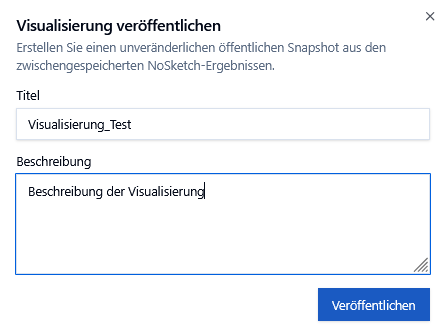 Visualisierung veröffentlichen
Erstellen Sie einen unveränderlichen öffentlichen Snapshot aus den
zwischengespeicherten NoSketch-Ergebnissen.
Titel
Visualisierung_Test
Beschreibung
Beschreibung der Visualisierung
Veröffentlichen